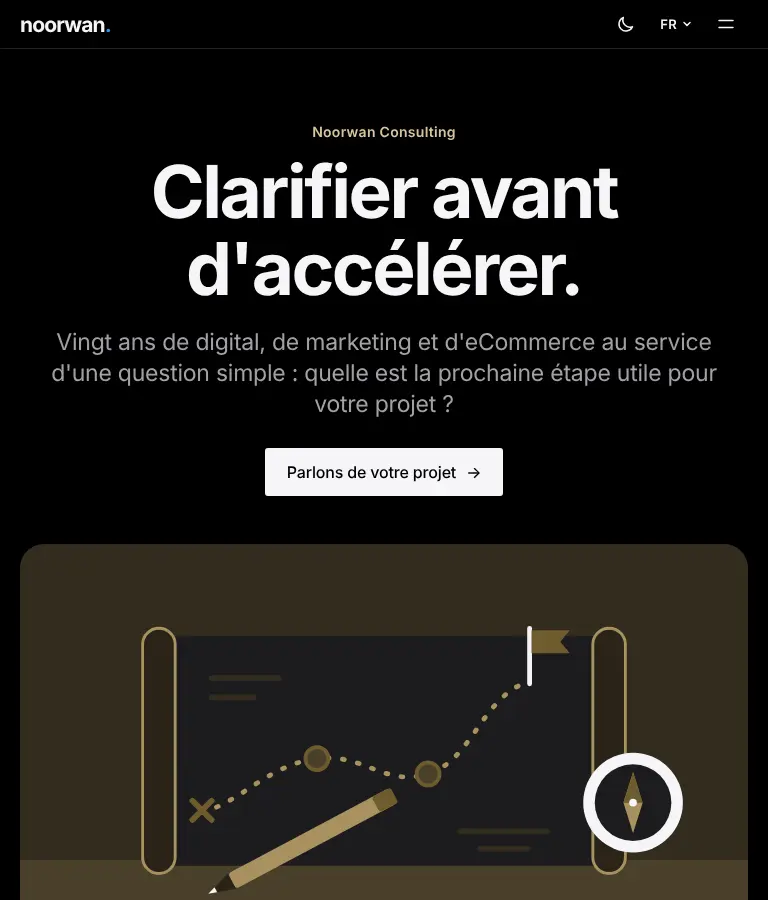 noorwan.
FR
Noorwan Consulting
Clarifier avant
d'accélérer.
Vingt ans de digital, de marketing et d'eCommerce au service
d'une question simple : quelle est la prochaine étape utile pour
votre projet ?
Parlons de votre projet →